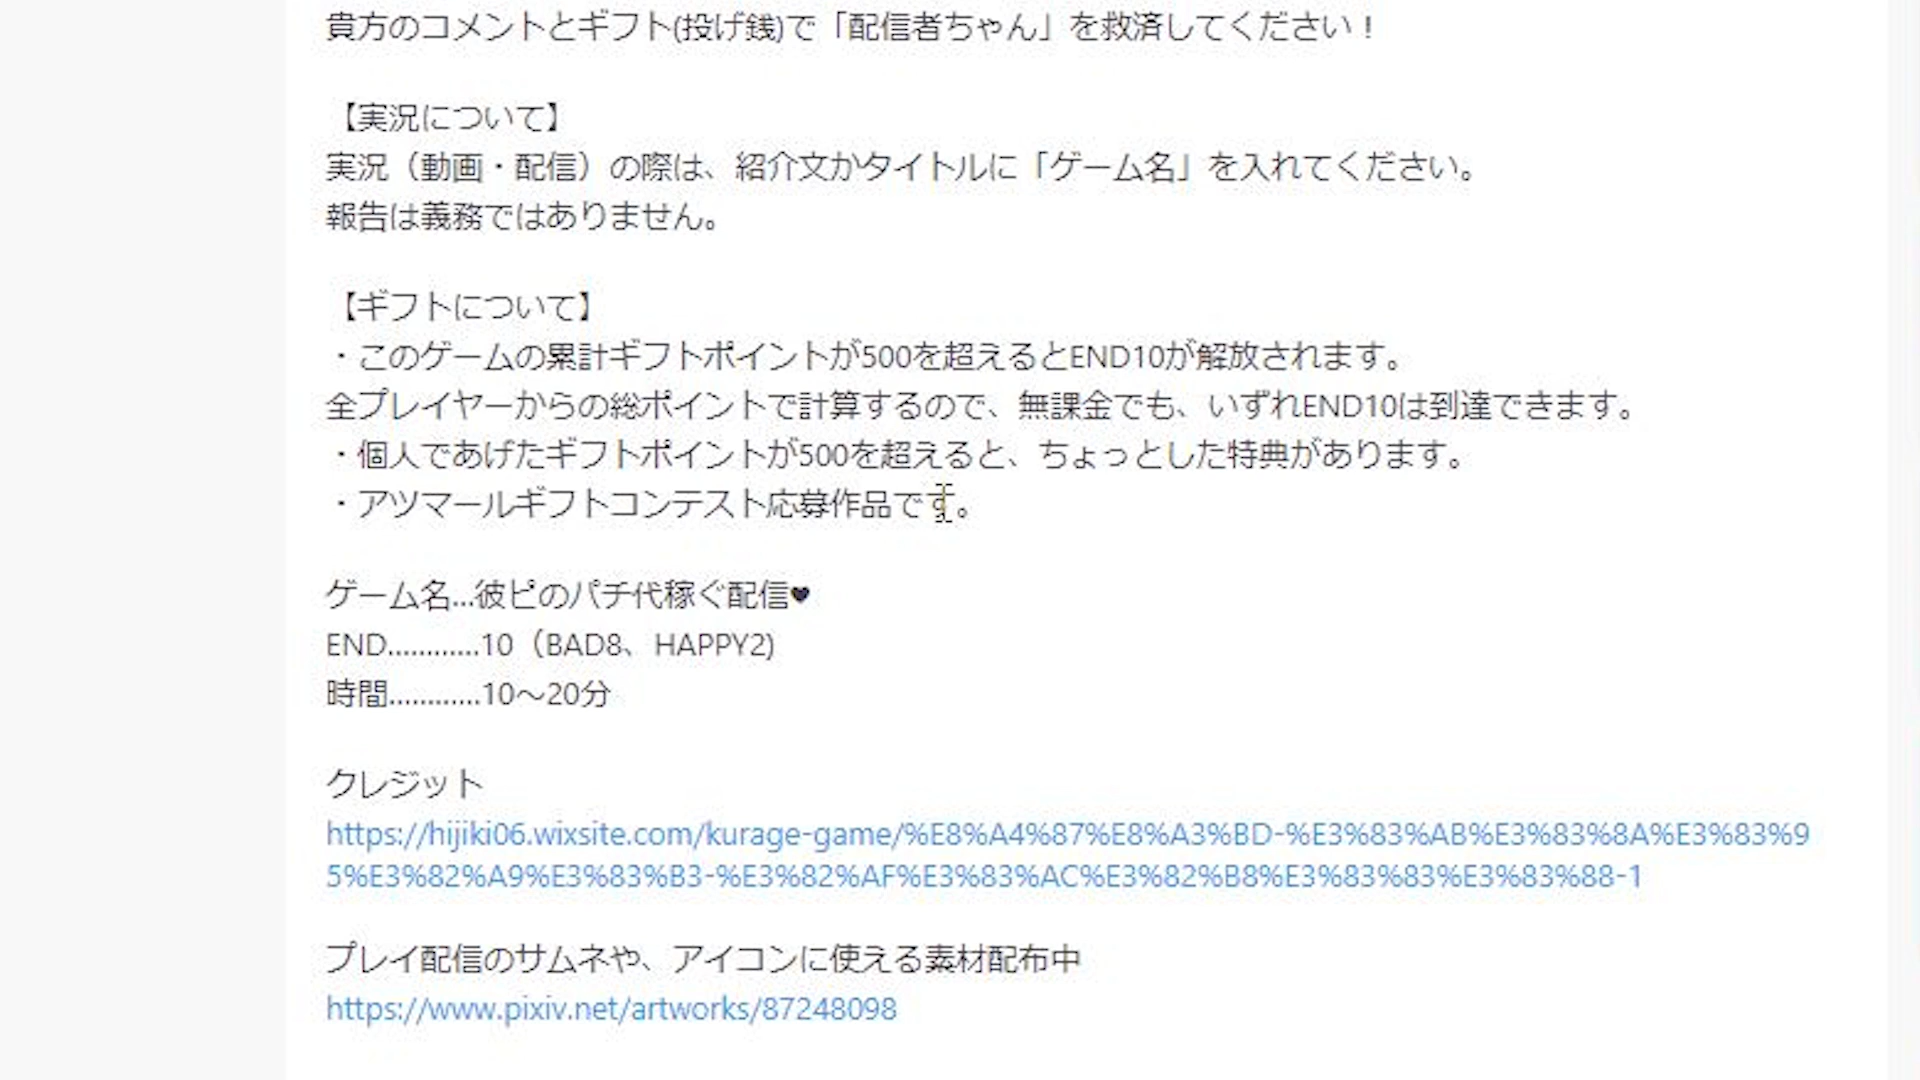 貴方のコメントとギフト(投げ銭)で「配信者ちゃん」を救済してください！
【実況について】
実況（動画・配信）の際は、紹介文かタイトルに「ゲーム名」を入れてください。
報告は義務ではありません。
【ギフトについて】
・このゲームの累計ギフトポイントが500を超えるとEND10が解放されます。
全プレイヤーからの総ポイントで計算するので、無課金でも、いずれEND10は到達できます。
・個人であげたギフトポイントが500を超えると、ちょっとした特典があります。
・アツマールギフトコンテスト応募作品です。
ゲーム名...彼ピのパチ代稼ぐ配信♥
END............10（BAD8、HAPPY2)
時間............10～20分
クレジット
https://hijiki06.wixsite.com/kurage-game/%E8%A4%87%E8%A3%BD-%E3%83%AB%E3%83%8A%E3%83%9
5%E3%82%A9%E3%83%B3-%E3%82%AF%E3%83%AC%E3%82%B8%E3%83%83%E3%83%88-1
プレイ配信のサムネや、アイコンに使える素材配布中
https://www.pixiv.net/artworks/87248098